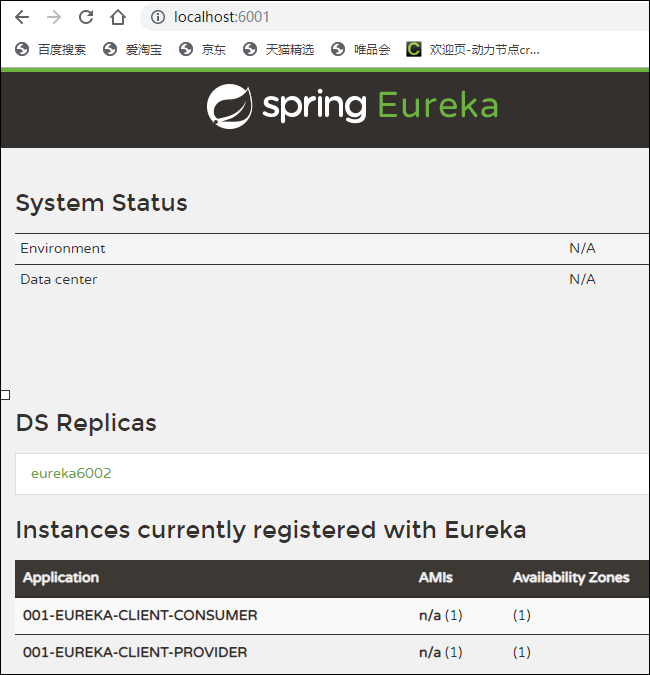 localhost:6001
百度搜索 爱淘宝 京东 天猫精选 唯品会 C 欢迎页-动力节点cr...
spring Eureka
System Status
Environment N/A
Data center N/A
DS Replicas
eureka6002
Instances currently registered with Eureka
Application AMIs Availability Zones
001-EUREKA-CLIENT-CONSUMER n/a (1) (1)
001-EUREKA-CLIENT-PROVIDER n/a (1) (1)